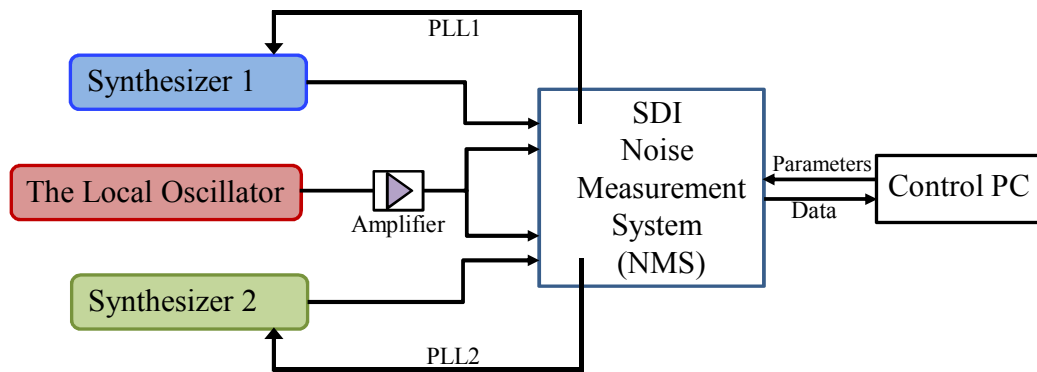 PLL1
Synthesizer 1
The Local Oscillator
Amplifier
Synthesizer 2
PLL2
SDI
Noise
Measurement
System
(NMS)
Parameters
Data
Control PC